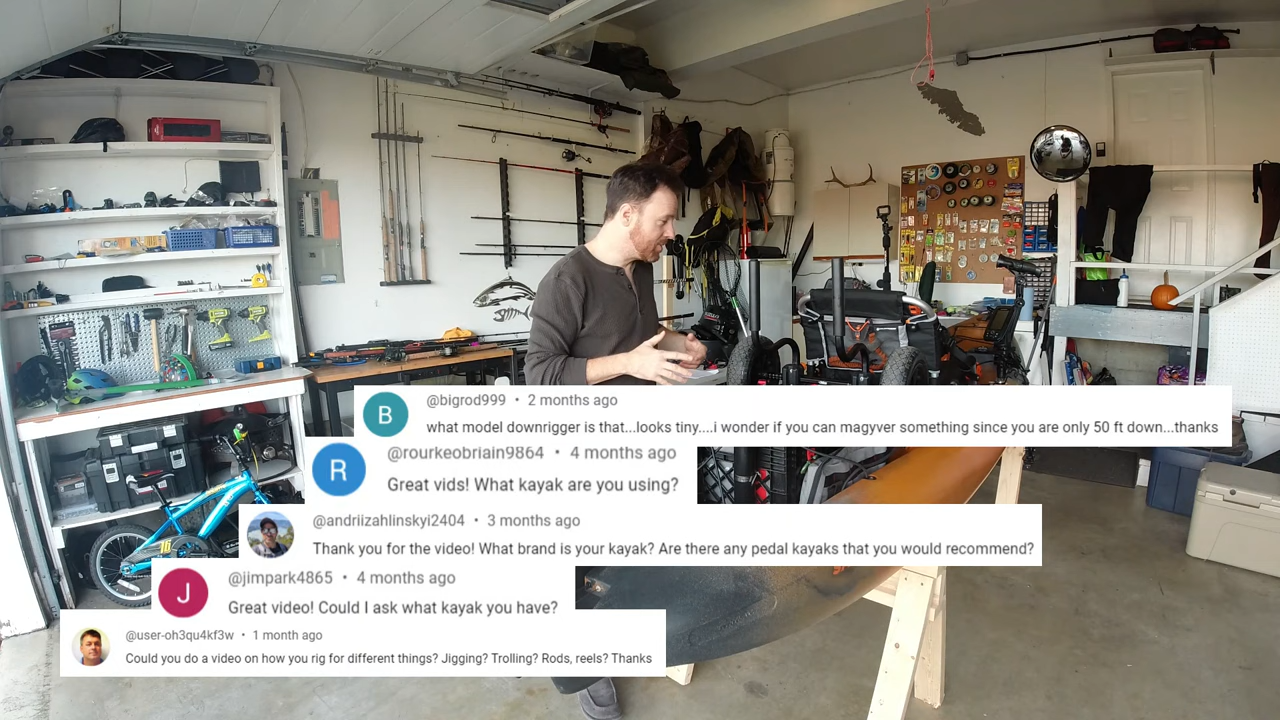 B
@bigrod999 • 2 months ago
what model downrigger is that...looks tiny....i wonder if you can magyver something since you are only 50 ft down...thanks
R
@rourkeobriain9864 • 4 months ago
Great vids! What kayak are you using?
@andriizahlinskyi2404 • 3 months ago
Thank you for the video! What brand is your kayak? Are there any pedal kayaks that you would recommend?
J
@jimpark4865 • 4 months ago
Great video! Could I ask what kayak you have?
@user-oh3qu4kf3w • 1 month ago
Could you do a video on how you rig for different things? Jigging? Trolling? Rods, reels? Thanks
16